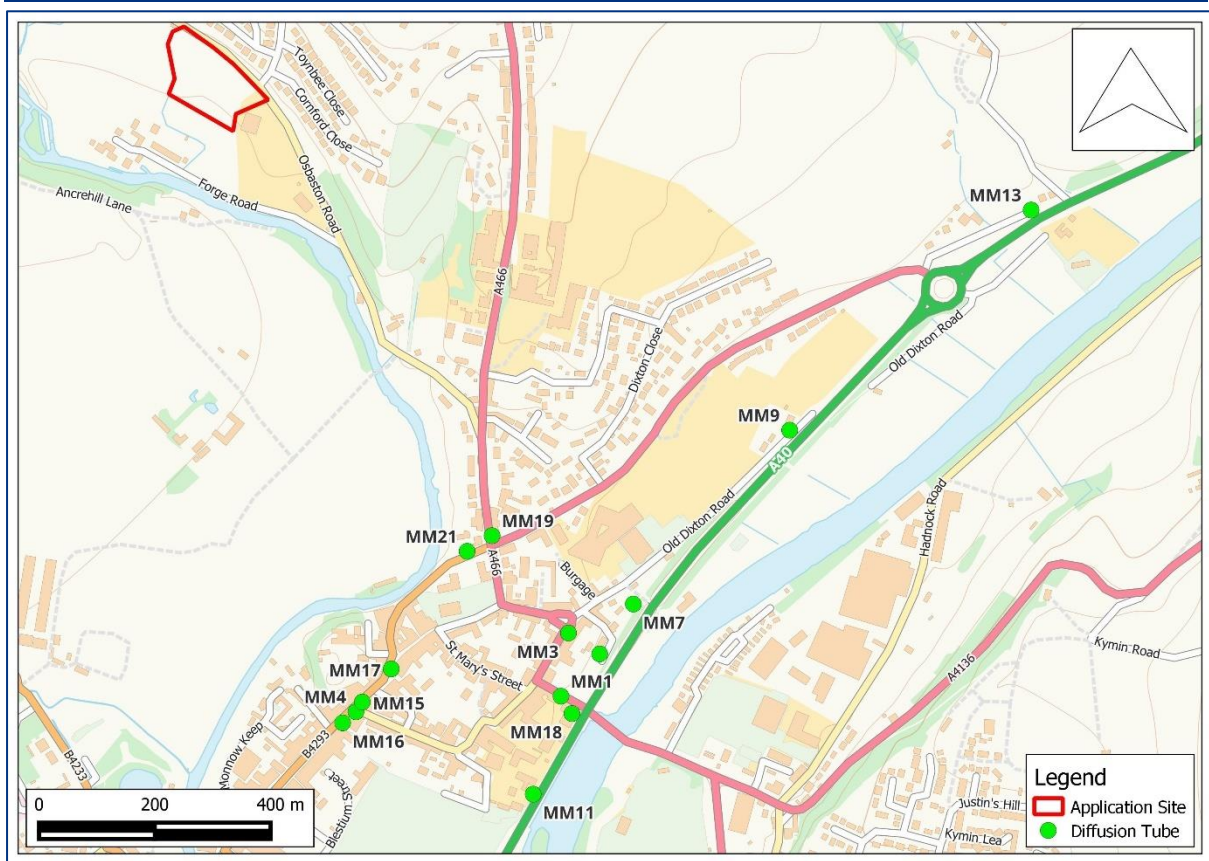 Toynbee Close
Cornford Close
Osbaston Road
Forge Road
Ancrehill Lane
A466
MM13
Dixton Close
Old Dixton Road
MM9
A40
Hadnock Road
Old Dixton Road
MM19
MM21
A466
Burgage
MM7
MM3
Kymin Road
St Mary's Street
MM17
MM1
A4136
MM4
MM15
MM18
MM16
B4293
Monnow Keep
B4233
Blestium Street
MM11
Justin's Hill
Kymin Lea
0 200 400 m
Legend
Application Site
Diffusion Tube